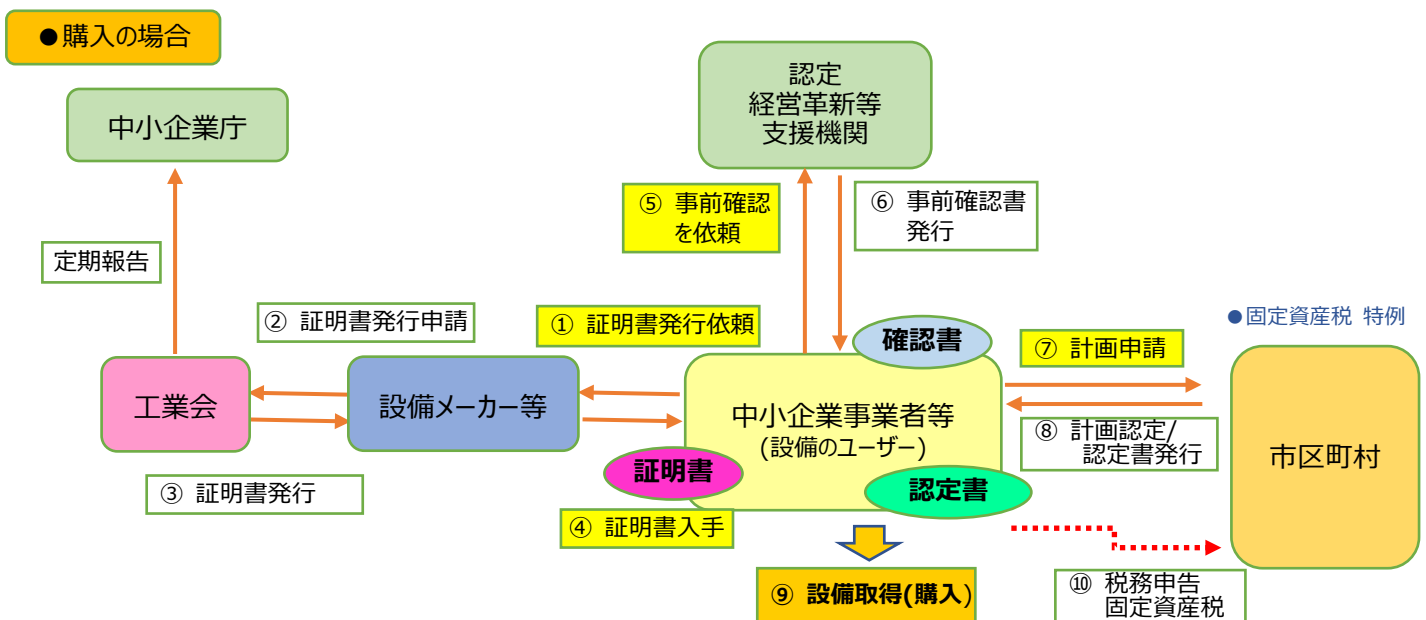 ●購入の場合
認定
経営革新等
支援機関
中小企業庁
⑤ 事前確認
を依頼
⑥ 事前確認書
発行
定期報告
② 証明書発行申請
① 証明書発行依頼
●固定資産税 特例
確認書
⑦ 計画申請
工業会
設備メーカー等
中小企業事業者等
(設備のユーザー)
⑧ 計画認定/
認定書発行
市区町村
証明書
認定書
③ 証明書発行
④ 証明書入手
⑨ 設備取得(購入)
⑩ 税務申告
固定資産税